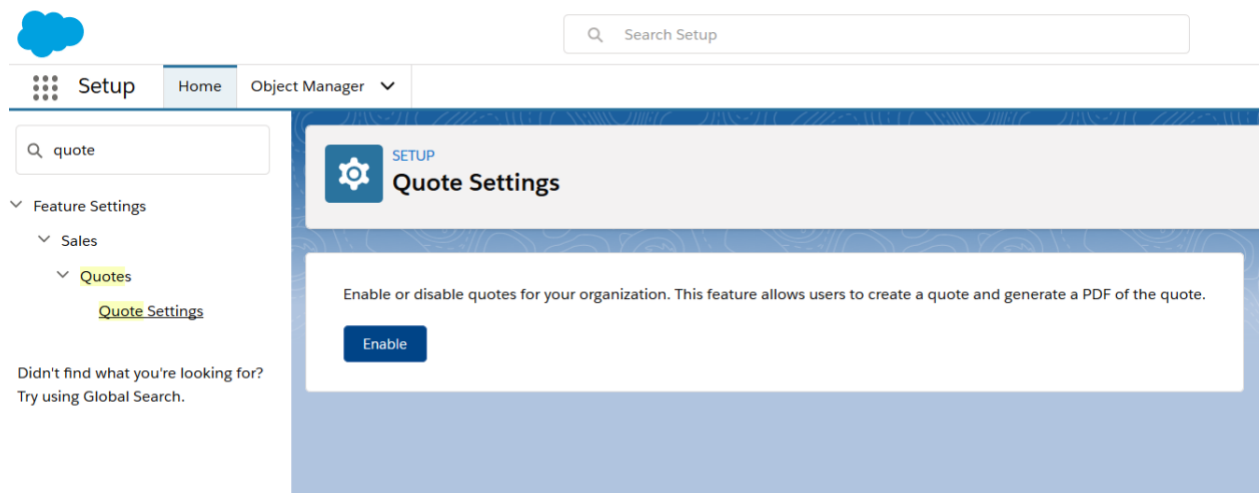 Search Setup
Setup
Home
Object Manager
quote
Feature Settings
Sales
Quotes
Quote Settings
Didn't find what you're looking for?
Try using Global Search.
SETUP
Quote Settings
Enable or disable quotes for your organization. This feature allows users to create a quote and generate a PDF of the quote.
Enable